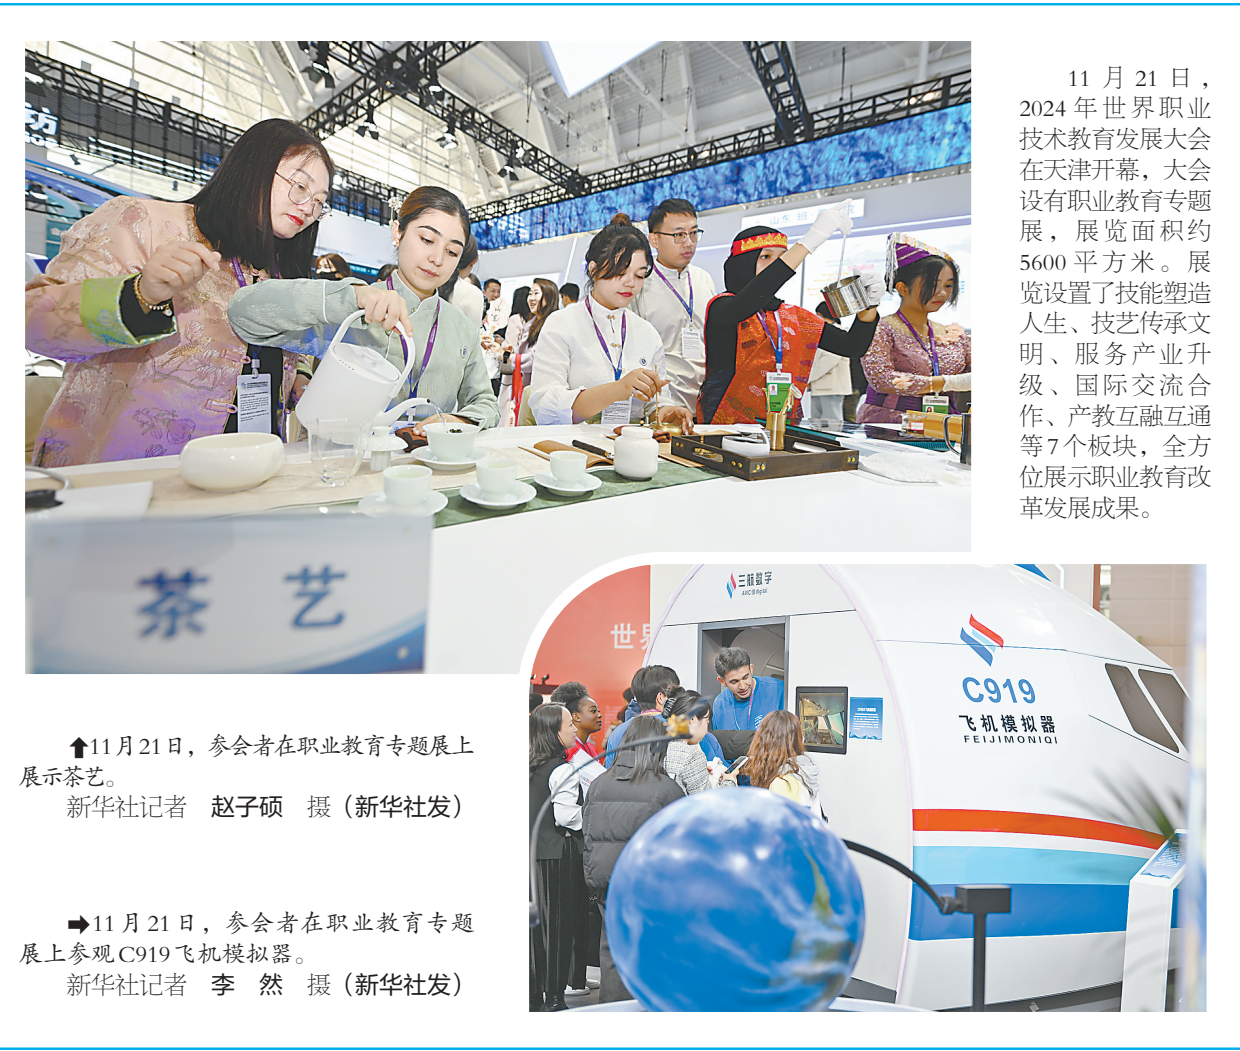 11月21日，
2024年世界职业
技术教育发展大会
在天津开幕，大会
设有职业教育专题
展，展览面积约
5600平方米。展
览设置了技能塑造
人生、技艺传承文
明、服务产业升
级、国际交流合
作、产教互融互通
等7个板块，全方
位展示职业教育改
革发展成果。
茶 艺
三航数字
世界
C919
飞机模拟器
FEIJIMONIQI
⬆11月21日，参会者在职业教育专题展上
展示茶艺。
新华社记者 赵子硕 摄（新华社发）
➡11月21日，参会者在职业教育专题
展上参观C919飞机模拟器。
新华社记者 李 然 摄（新华社发）